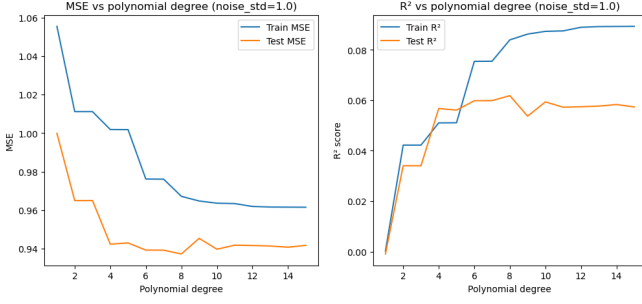 MSE vs polynomial degree (noise_std=1.0)
1.06
1.04
1.02
1.00
0.98
0.96
0.94
MSE
Train MSE
Test MSE
2
4
6
8
10
12
14
Polynomial degree
R² vs polynomial degree (noise_std=1.0)
0.08
0.06
0.04
0.02
0.00
R² score
Train R²
Test R²
2
4
6
8
10
12
14
Polynomial degree